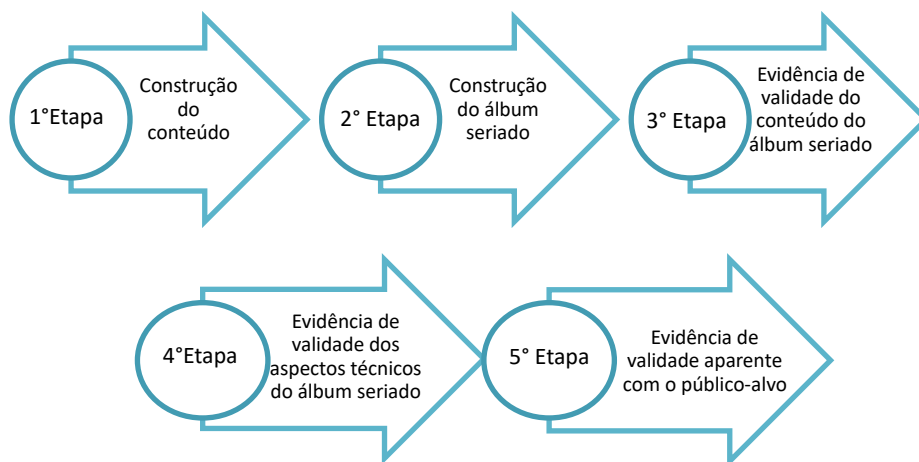 1°Etapa
Construção
do
conteúdo
2° Etapa
Construção
do álbum
seriado
3° Etapa
Evidência de
validade do
conteúdo do
álbum seriado
4°Etapa
Evidência de
validade dos
aspectos técnicos
do álbum seriado
5° Etapa
Evidência de
validade aparente
com o público-alvo